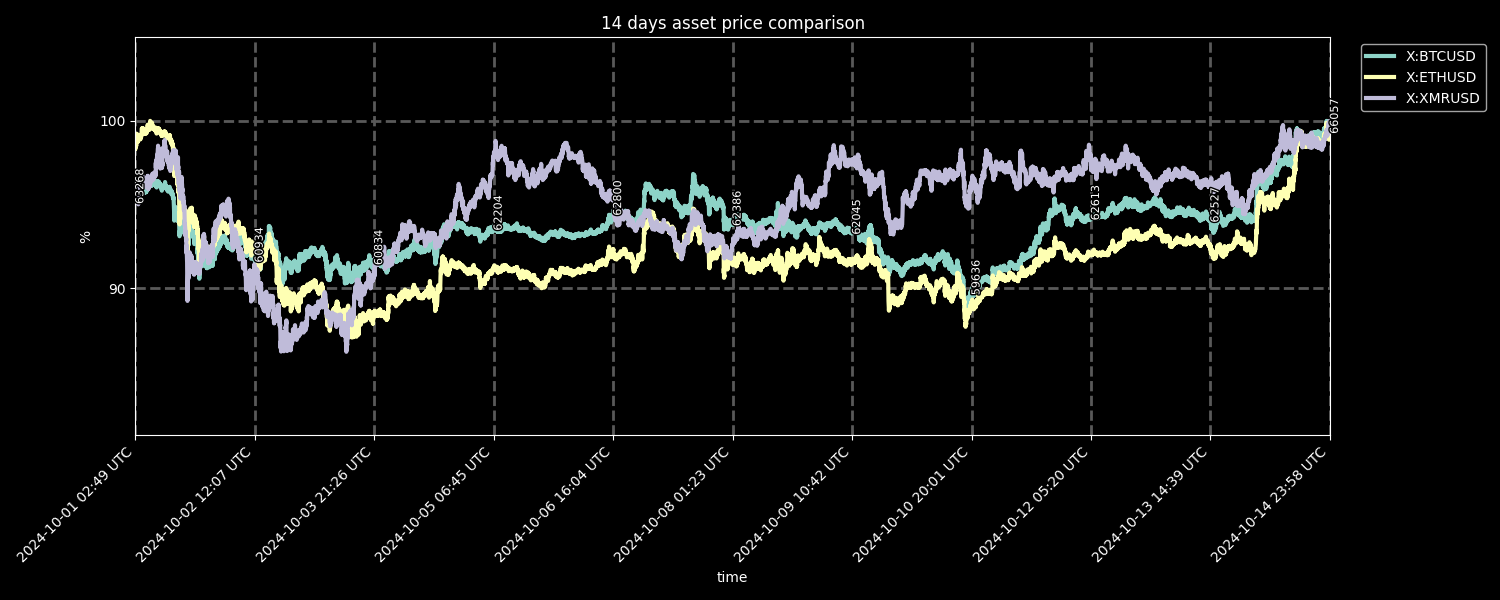 14 days asset price comparison
X:BTCUSD
X:ETHUSD
X:XMRUSD
%
100
90
63268
60934
60834
62204
62800
62386
62045
59636
62613
62527
66057
2024-10-01 02:49 UTC
2024-10-02 12:07 UTC
2024-10-03 21:26 UTC
2024-10-05 06:45 UTC
2024-10-06 16:04 UTC
2024-10-08 01:23 UTC
2024-10-09 10:42 UTC
2024-10-10 20:01 UTC
2024-10-12 05:20 UTC
2024-10-13 14:39 UTC
2024-10-14 23:58 UTC
time